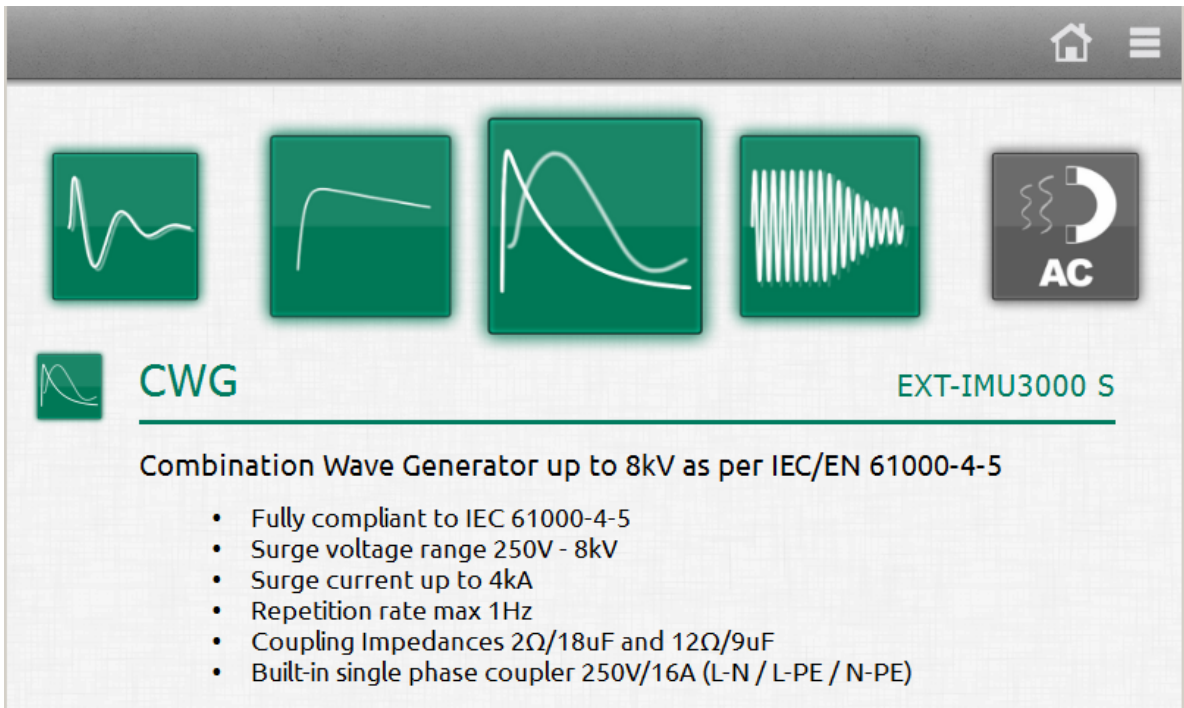 AC
CWG
EXT-IMU3000 S
Combination Wave Generator up to 8kV as per IEC/EN 61000-4-5
• Fully compliant to IEC 61000-4-5
• Surge voltage range 250V - 8kV
• Surge current up to 4kA
• Repetition rate max 1Hz
• Coupling Impedances 2Ω/18uF and 12Ω/9uF
• Built-in single phase coupler 250V/16A (L-N / L-PE / N-PE)